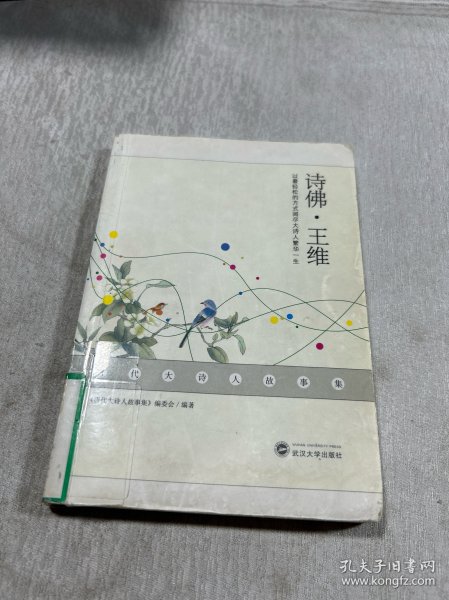 诗佛·王维
以最轻松的方式阅尽大诗人繁华一生
代大诗人故事集
代大诗人故事集》编委会/编著
WUHAN UNIVERSITY PRESS
武汉大学出版社
孔夫子旧书网
www.kongfz.com